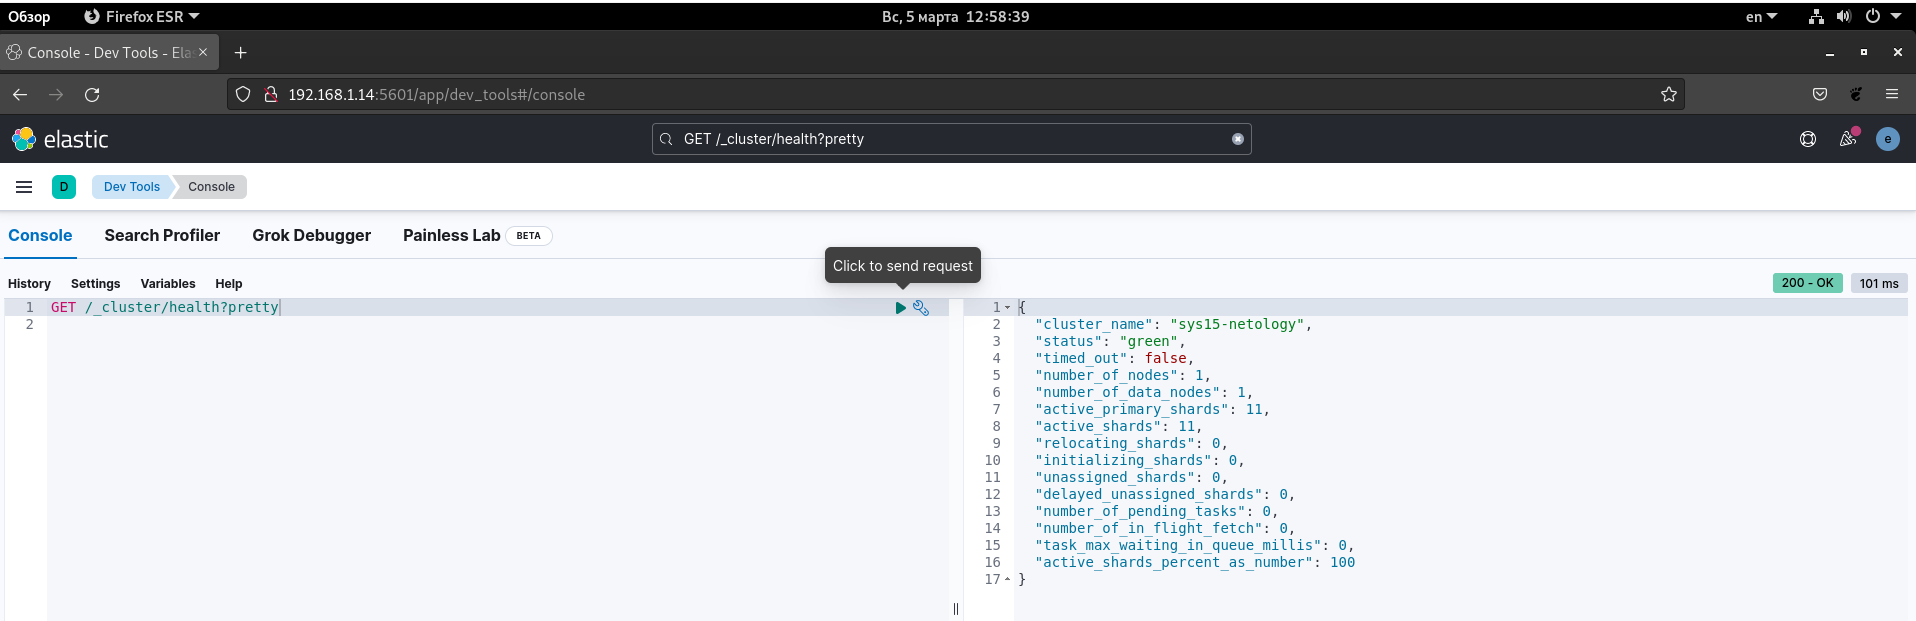 Обзор Firefox ESR Вс, 5 марта 12:58:39 en
Console - Dev Tools - Ela
192.168.1.14:5601/app/dev_tools#/console
elastic GET /_cluster/health?pretty e
D Dev Tools Console
Console Search Profiler Grok Debugger Painless Lab BETA
Click to send request
History Settings Variables Help 200 - OK 101 ms
1 GET /_cluster/health?pretty
2
1 {
2 "cluster_name": "sys15-netology",
3 "status": "green",
4 "timed_out": false,
5 "number_of_nodes": 1,
6 "number_of_data_nodes": 1,
7 "active_primary_shards": 11,
8 "active_shards": 11,
9 "relocating_shards": 0,
10 "initializing_shards": 0,
11 "unassigned_shards": 0,
12 "delayed_unassigned_shards": 0,
13 "number_of_pending_tasks": 0,
14 "number_of_in_flight_fetch": 0,
15 "task_max_waiting_in_queue_millis": 0,
16 "active_shards_percent_as_number": 100
17 }